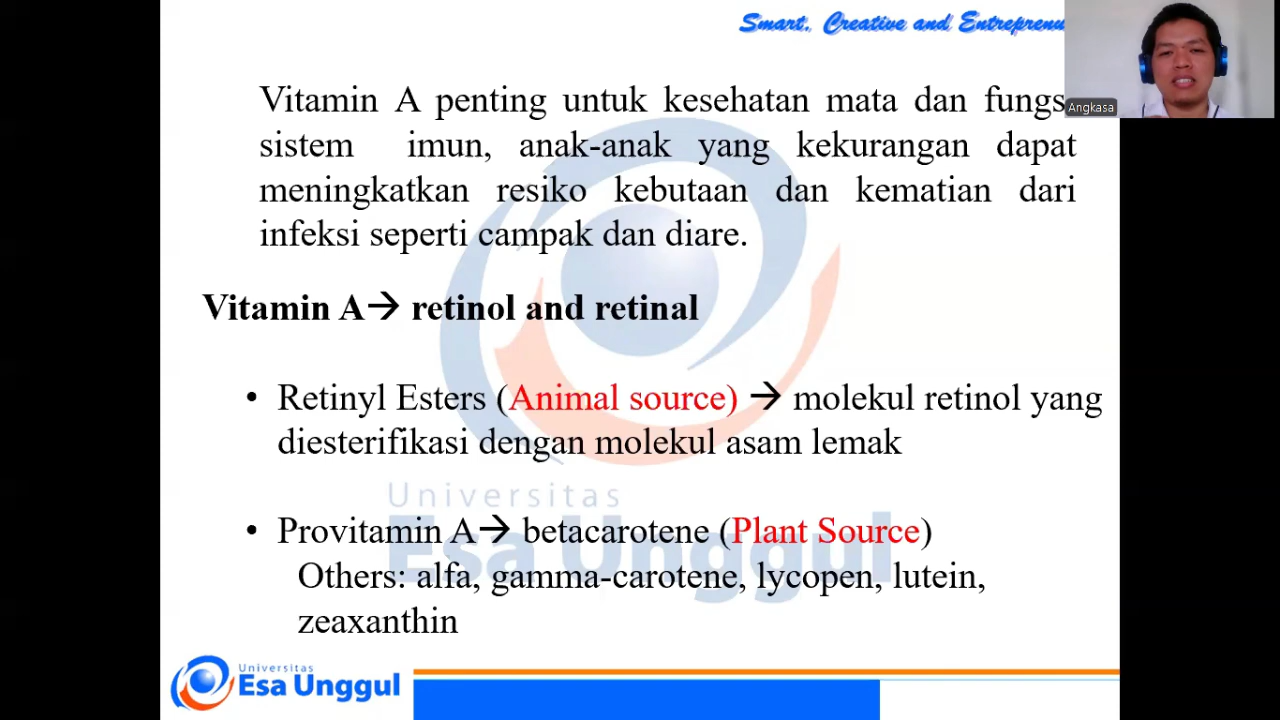 Smart, Creative and Entreprenu
Angkasa
Vitamin A penting untuk kesehatan mata dan fungs
sistem imun, anak-anak yang kekurangan dapat
meningkatkan resiko kebutaan dan kematian dari
infeksi seperti campak dan diare.
Vitamin A→ retinol and retinal
• Retinyl Esters (Animal source) → molekul retinol yang
diesterifikasi dengan molekul asam lemak
• Provitamin A→ betacarotene (Plant Source)
Others: alfa, gamma-carotene, lycopen, lutein,
zeaxanthin
Universitas
Esa Unggul
Universitas
Esa Unggul